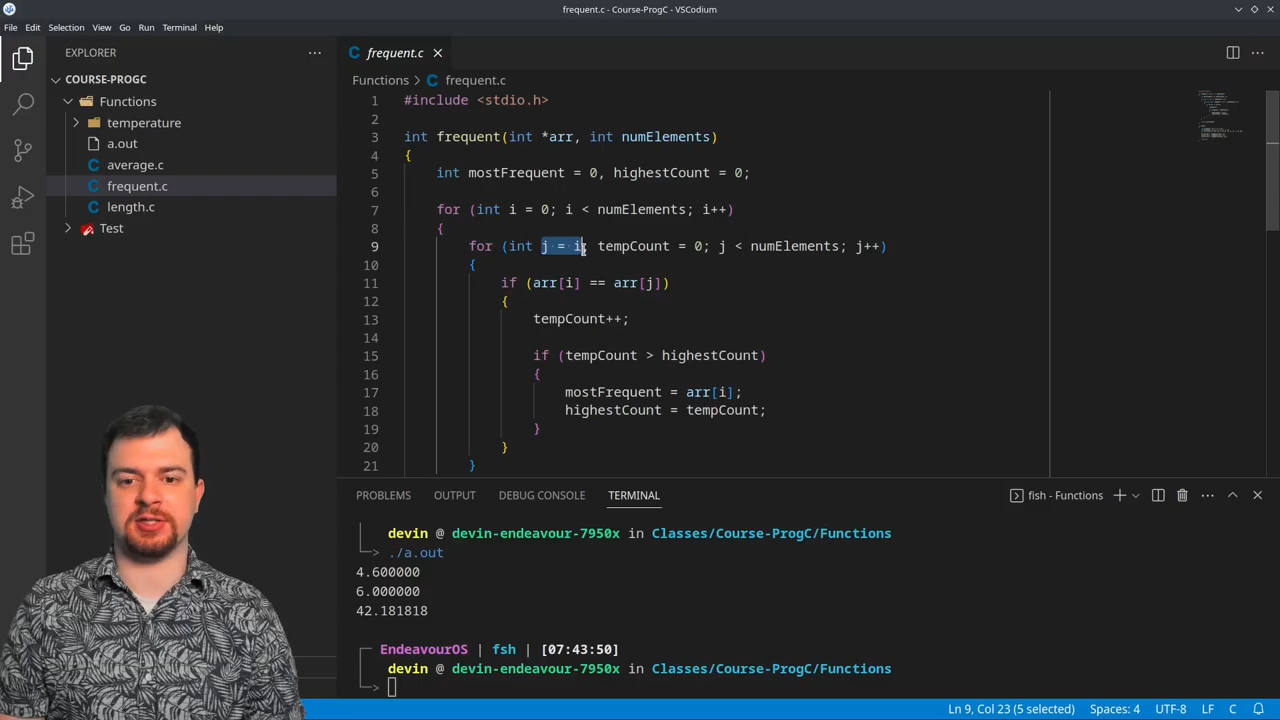 frequent.c - Course-ProgC - VSCodium
File Edit Selection View Go Run Terminal Help
EXPLORER
COURSE-PROGC
Functions
temperature
a.out
average.c
frequent.c
length.c
Test
frequent.c
Functions > frequent.c
1 #include <stdio.h>
2
3 int frequent(int *arr, int numElements)
4 {
5 int mostFrequent = 0, highestCount = 0;
6
7 for (int i = 0; i < numElements; i++)
8 {
9 for (int j = i, tempCount = 0; j < numElements; j++)
10 {
11 if (arr[i] == arr[j])
12 {
13 tempCount++;
14
15 if (tempCount > highestCount)
16 {
17 mostFrequent = arr[i];
18 highestCount = tempCount;
19 }
20 }
21 }
PROBLEMS OUTPUT DEBUG CONSOLE TERMINAL
fish - Functions
devin @ devin-endeavour-7950x in Classes/Course-ProgC/Functions
> ./a.out
4.600000
6.000000
42.181818
EndeavourOS | fsh | [07:43:50]
devin @ devin-endeavour-7950x in Classes/Course-ProgC/Functions
>
Ln 9, Col 23 (5 selected) Spaces: 4 UTF-8 LF C